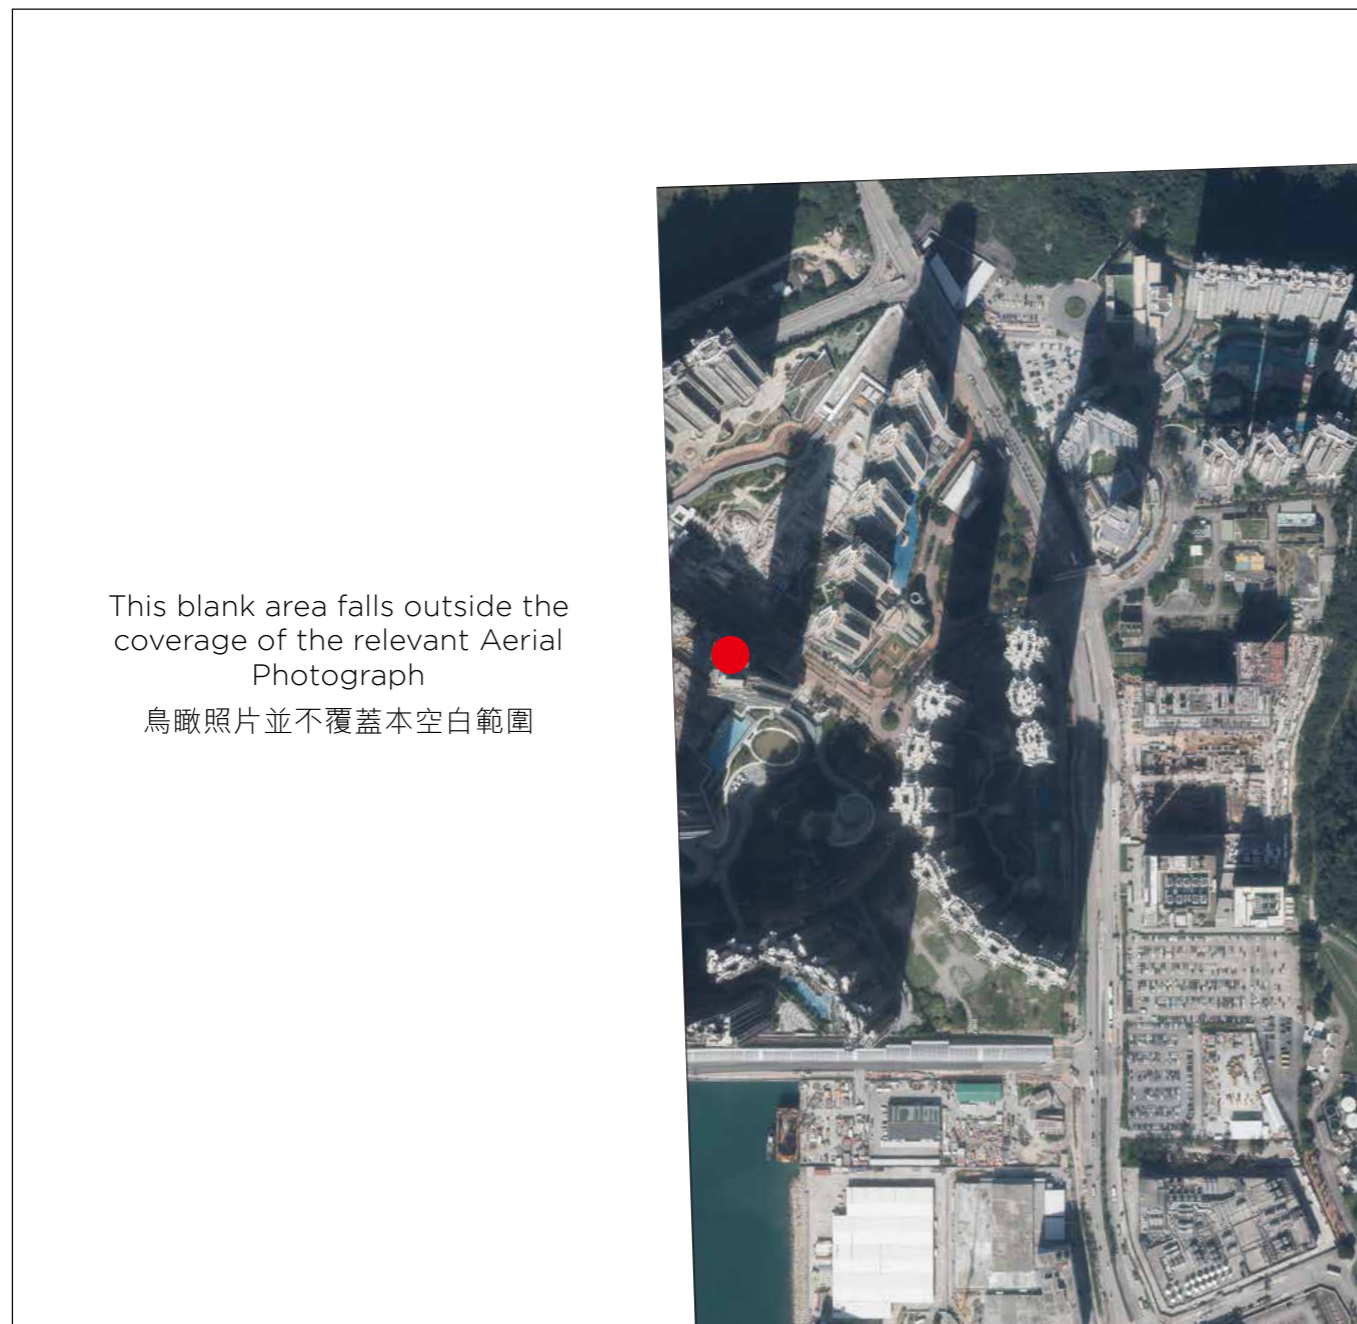 This blank area falls outside the
coverage of the relevant Aerial
Photograph
鳥瞰照片並不覆蓋本空白範圍